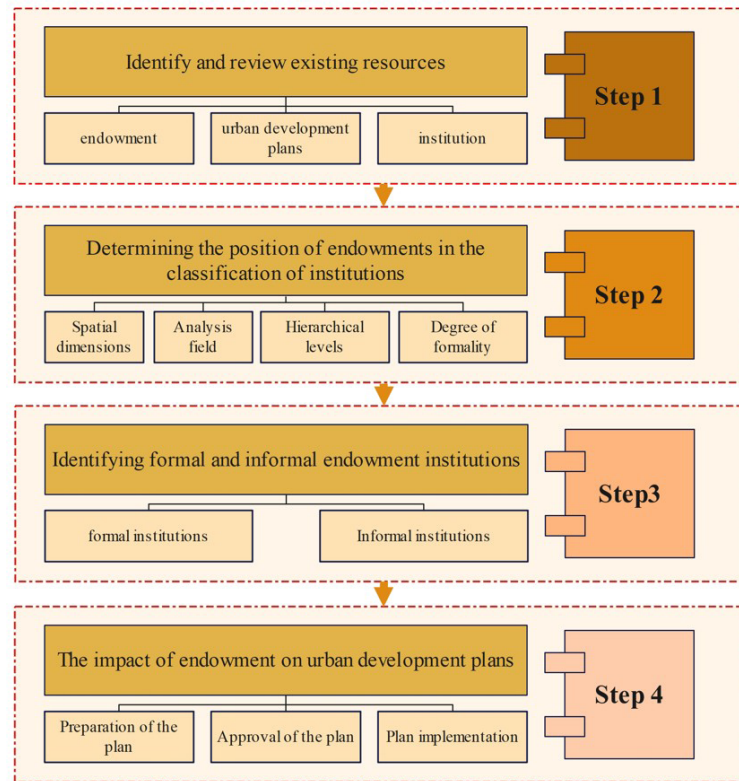 Identify and review existing resources
endowment
urban development
plans
institution
Step 1
Determining the position of endowments in the
classification of institutions
Spatial
dimensions
Analysis
field
Hierarchical
levels
Degree of
formality
Step 2
Identifying formal and informal endowment institutions
formal institutions
Informal institutions
Step3
The impact of endowment on urban development plans
Preparation of the
plan
Approval of the plan
Plan implementation
Step 4